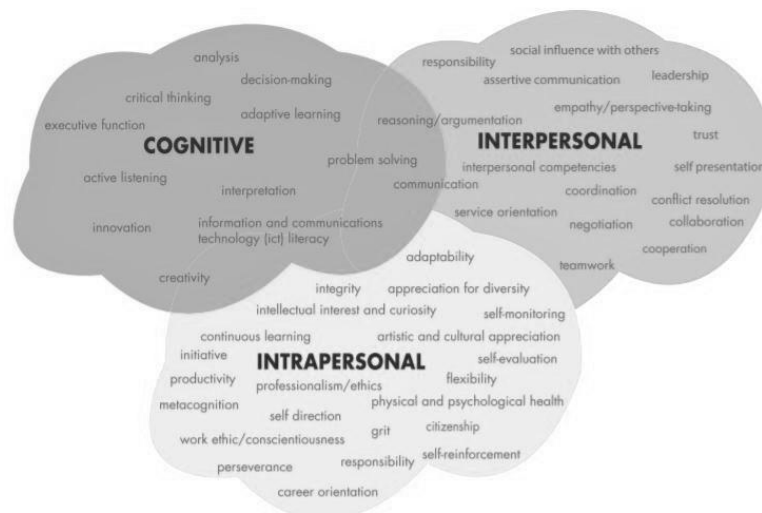 analysis
decision-making
critical thinking
adaptive learning
executive function
COGNITIVE
problem solving
active listening
interpretation
innovation
information and communications
technology (ict) literacy
creativity
responsibility
social influence with others
assertive communication
leadership
empathy/perspective-taking
reasoning/argumentation
trust
INTERPERSONAL
interpersonal competencies
self presentation
communication
coordination
conflict resolution
service orientation
negotiation
collaboration
cooperation
teamwork
adaptability
integrity
appreciation for diversity
intellectual interest and curiosity
self-monitoring
continuous learning
artistic and cultural appreciation
initiative
INTRAPERSONAL
self-evaluation
productivity
professionalism/ethics
flexibility
metacognition
physical and psychological health
self direction
work ethic/conscientiousness
grit
citizenship
perseverance
responsibility
self-reinforcement
career orientation